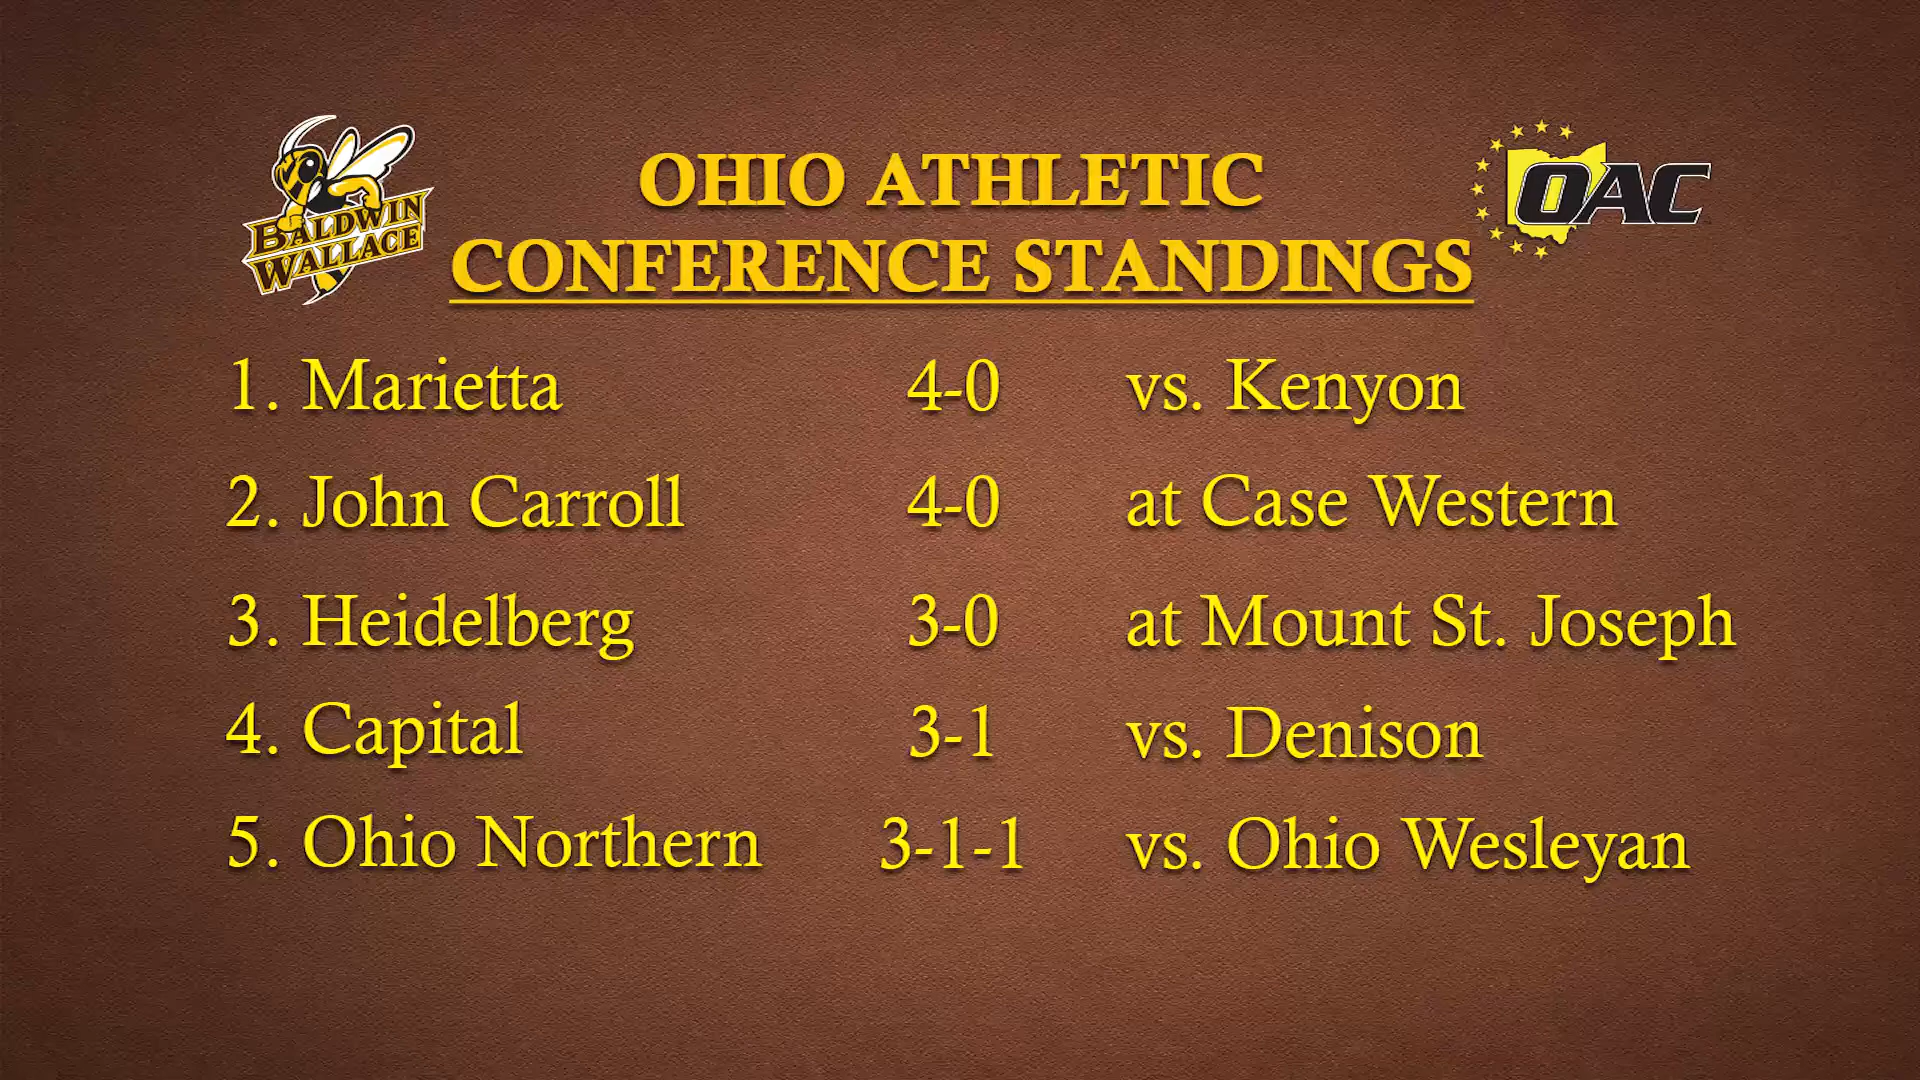 BALDWIN
WALLACE
OHIO ATHLETIC
CONFERENCE STANDINGS
OAC
1. Marietta 4-0 vs. Kenyon
2. John Carroll 4-0 at Case Western
3. Heidelberg 3-0 at Mount St. Joseph
4. Capital 3-1 vs. Denison
5. Ohio Northern 3-1-1 vs. Ohio Wesleyan